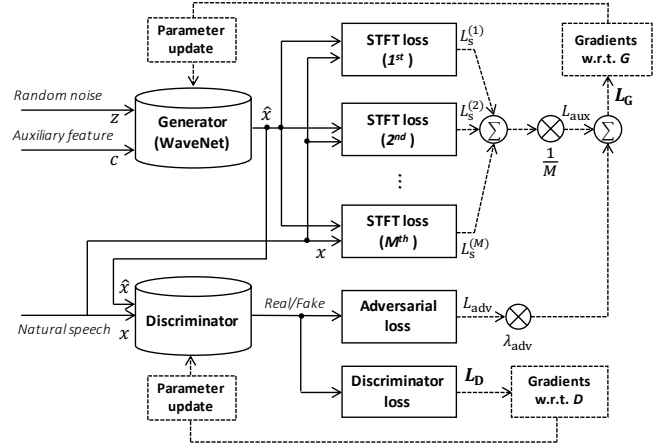 Parameter
update
STFT loss
(1st )
L_s^(1)
Gradients
w.r.t. G
Random noise
z
Generator
(WaveNet)
x̂
STFT loss
(2nd )
L_s^(2)
∑
L_aux
∑
L_G
1/M
Auxiliary feature
c
⋮
STFT loss
(Mth )
L_s^(M)
x
x̂
Natural speech
x
Discriminator
Real/Fake
Adversarial
loss
L_adv
λ_adv
Parameter
update
Discriminator
loss
L_D
Gradients
w.r.t. D